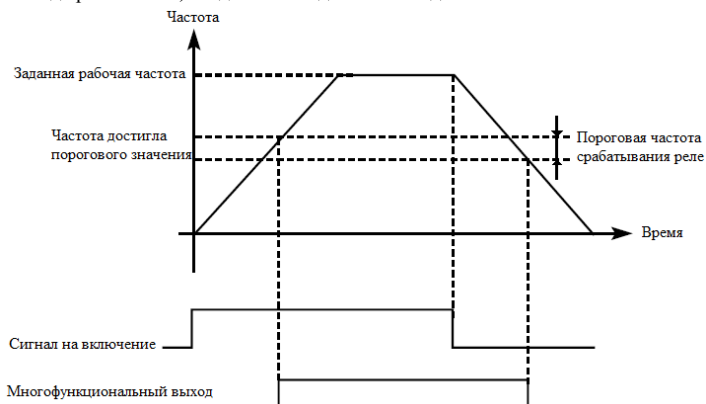 Частота
Заданная рабочая частота
Частота достигла
порогового значения
Пороговая частота
срабатывания реле
Время
Сигнал на включение
Многофункциональный выход